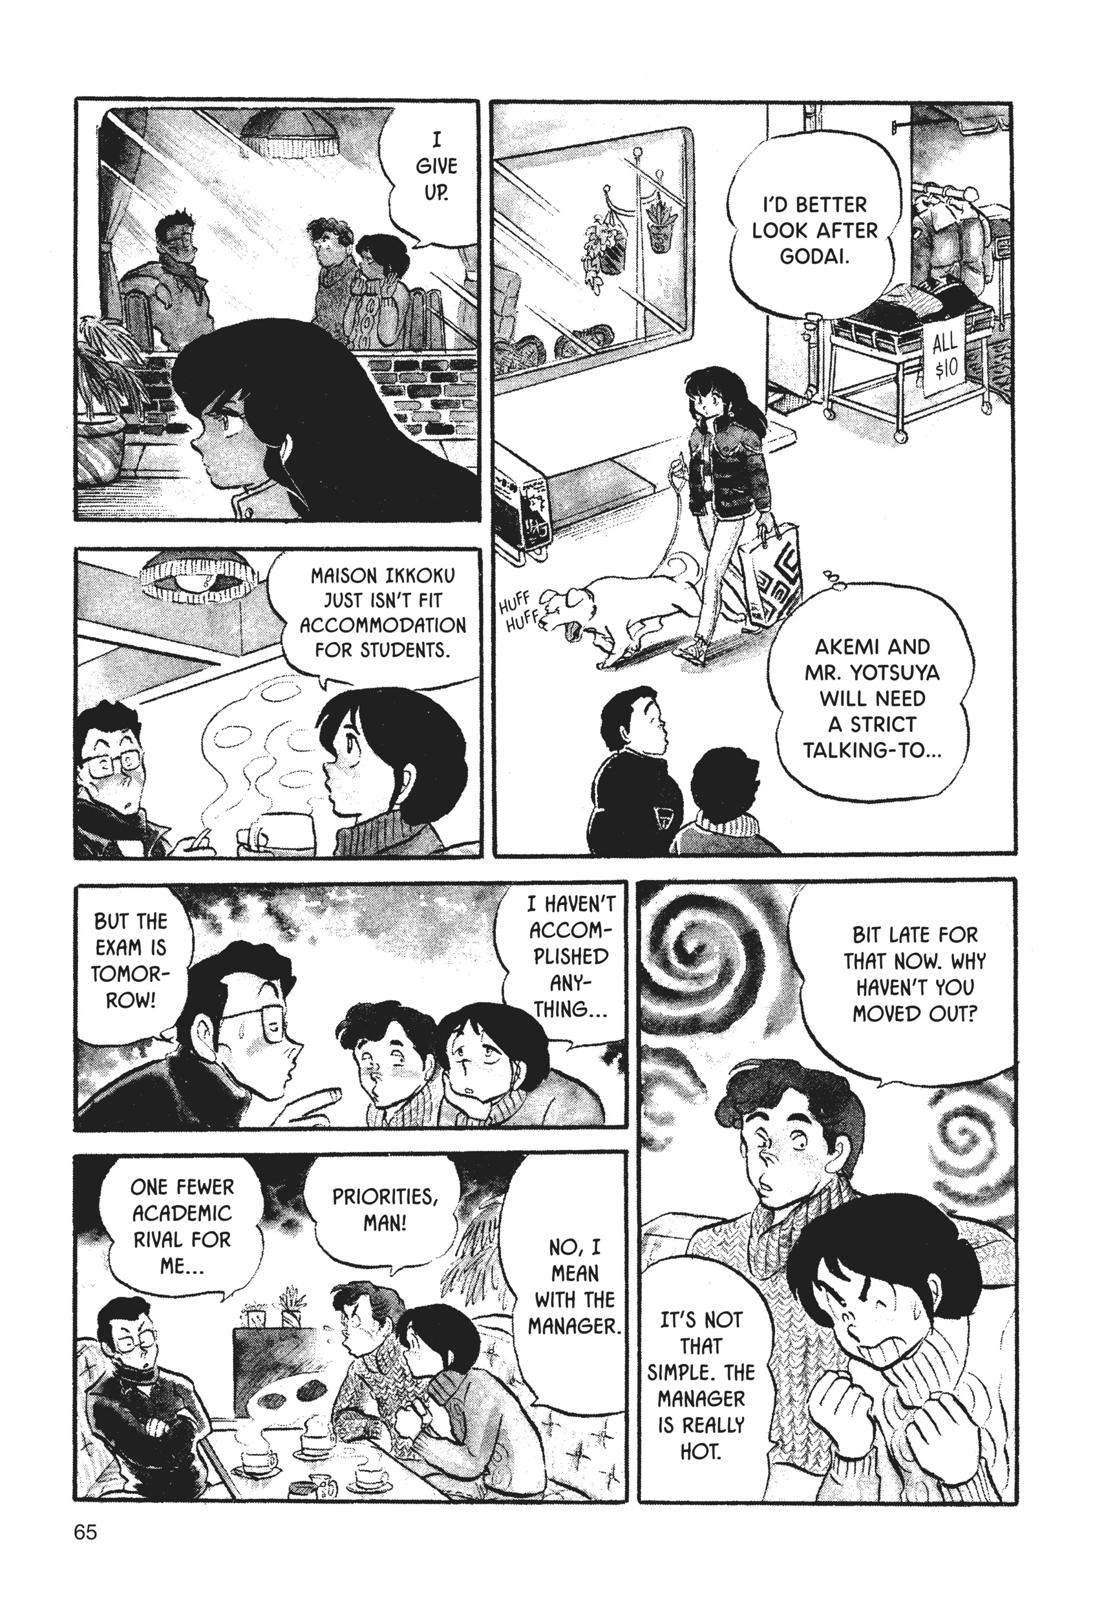 I'D BETTER
LOOK AFTER
GODAI.
ALL
$10
HUFF
HUFF
AKEMI AND
MR. YOTSUYA
WILL NEED
A STRICT
TALKING-TO...
I
GIVE
UP.
MAISON IKKOKU
JUST ISN'T FIT
ACCOMMODATION
FOR STUDENTS.
BIT LATE FOR
THAT NOW. WHY
HAVEN'T YOU
MOVED OUT?
IT'S NOT
THAT
SIMPLE. THE
MANAGER
IS REALLY
HOT.
I HAVEN'T
ACCOM-
PLISHED
ANY-
THING...
BUT THE
EXAM IS
TOMOR-
ROW!
NO, I
MEAN
WITH THE
MANAGER.
PRIORITIES,
MAN!
ONE FEWER
ACADEMIC
RIVAL FOR
ME...
65